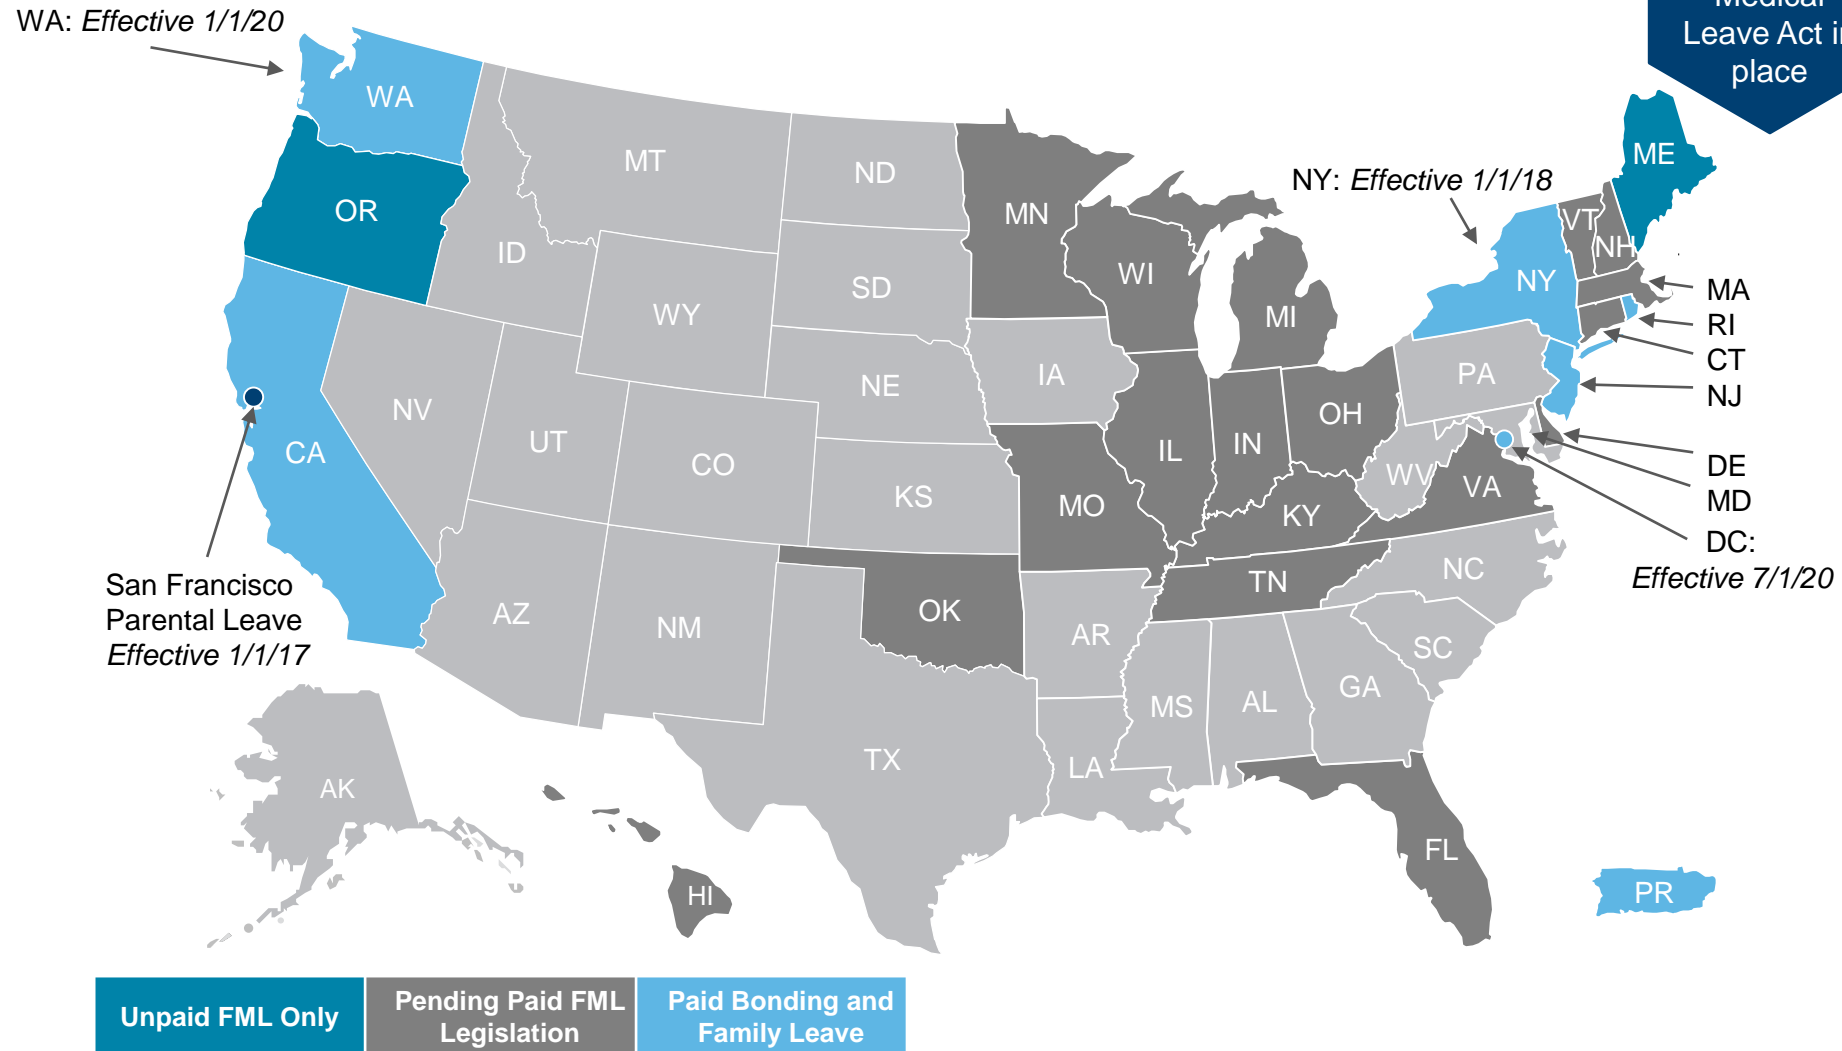 WA: Effective 1/1/20
Medical
Leave Act in
place
WA
MT
ND
MN
ME
OR
ID
SD
WI
NY: Effective 1/1/18
VT
NH
NY
WY
MI
MA
RI
CT
NJ
IA
PA
NE
NV
UT
CO
OH
IL
IN
CA
KS
MO
WV
VA
KY
DE
MD
DC:
Effective 7/1/20
San Francisco
Parental Leave
Effective 1/1/17
AZ
NM
OK
AR
TN
NC
SC
MS
AL
GA
TX
LA
AK
HI
FL
PR
Unpaid FML Only
Pending Paid FML
Legislation
Paid Bonding and
Family Leave